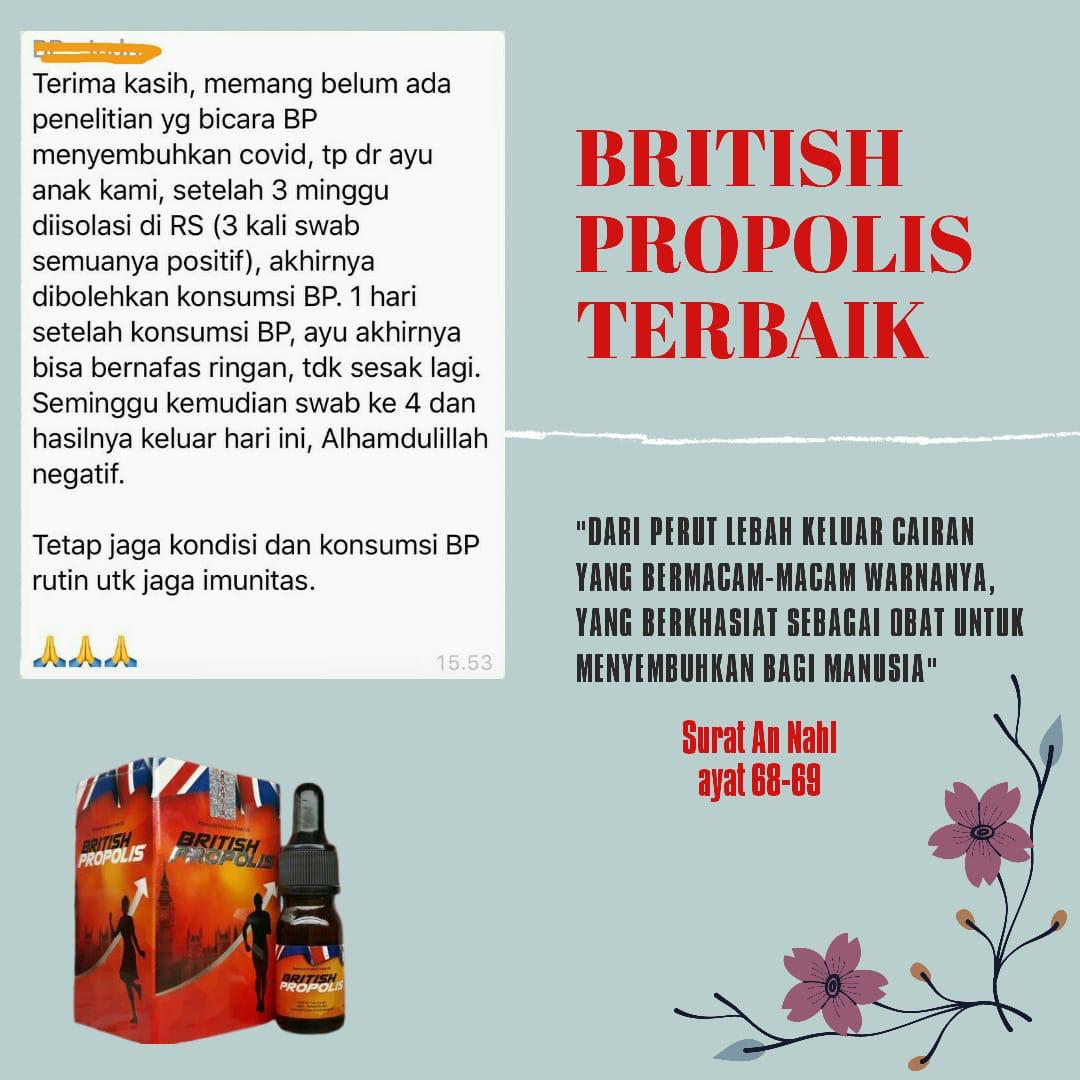 Terima kasih, memang belum ada
penelitian yg bicara BP
menyembuhkan covid, tp dr ayu
anak kami, setelah 3 minggu
diisolasi di RS (3 kali swab
semuanya positif), akhirnya
dibolehkan konsumsi BP. 1 hari
setelah konsumsi BP, ayu akhirnya
bisa bernafas ringan, tdk sesak lagi.
Seminggu kemudian swab ke 4 dan
hasilnya keluar hari ini, Alhamdulillah
negatif.
Tetap jaga kondisi dan konsumsi BP
rutin utk jaga imunitas.
🙏🙏🙏
15.53
BRITISH
PROPOLIS
TERBAIK
"DARI PERUT LEBAH KELUAR CAIRAN
YANG BERMACAM-MACAM WARNANYA,
YANG BERKHASIAT SEBAGAI OBAT UNTUK
MENYEMBUHKAN BAGI MANUSIA"
Surat An Nahl
ayat 68-69
BRITISH
PROPOLIS
BRITISH
PROPOLIS
BRITISH
PROPOLIS